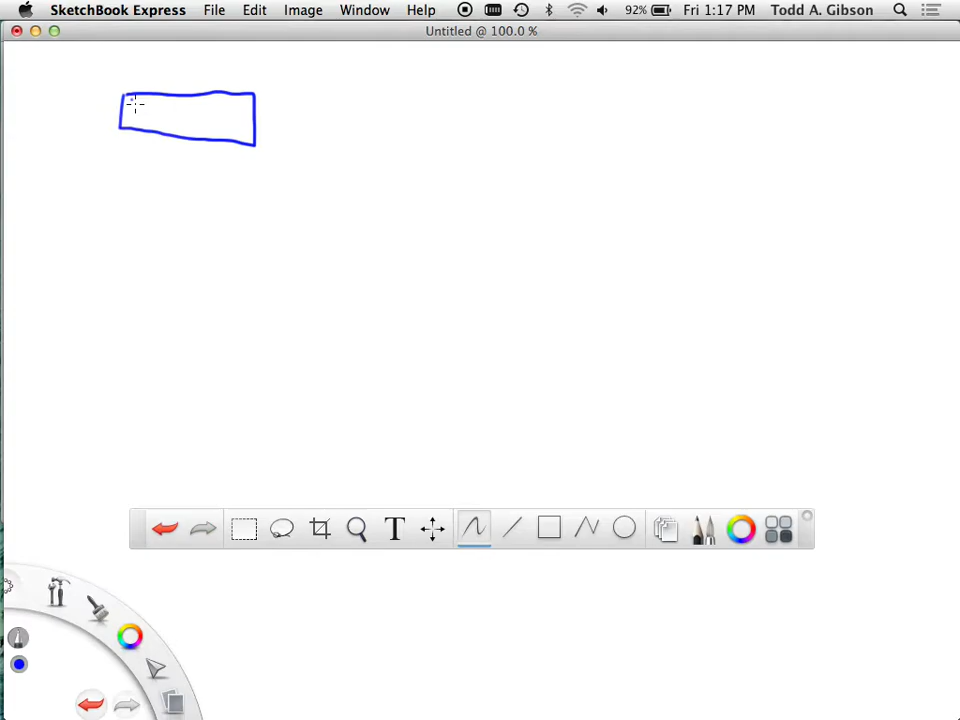 SketchBook Express File Edit Image Window Help 92% Fri 1:17 PM Todd A. Gibson
Untitled @ 100.0 %
T